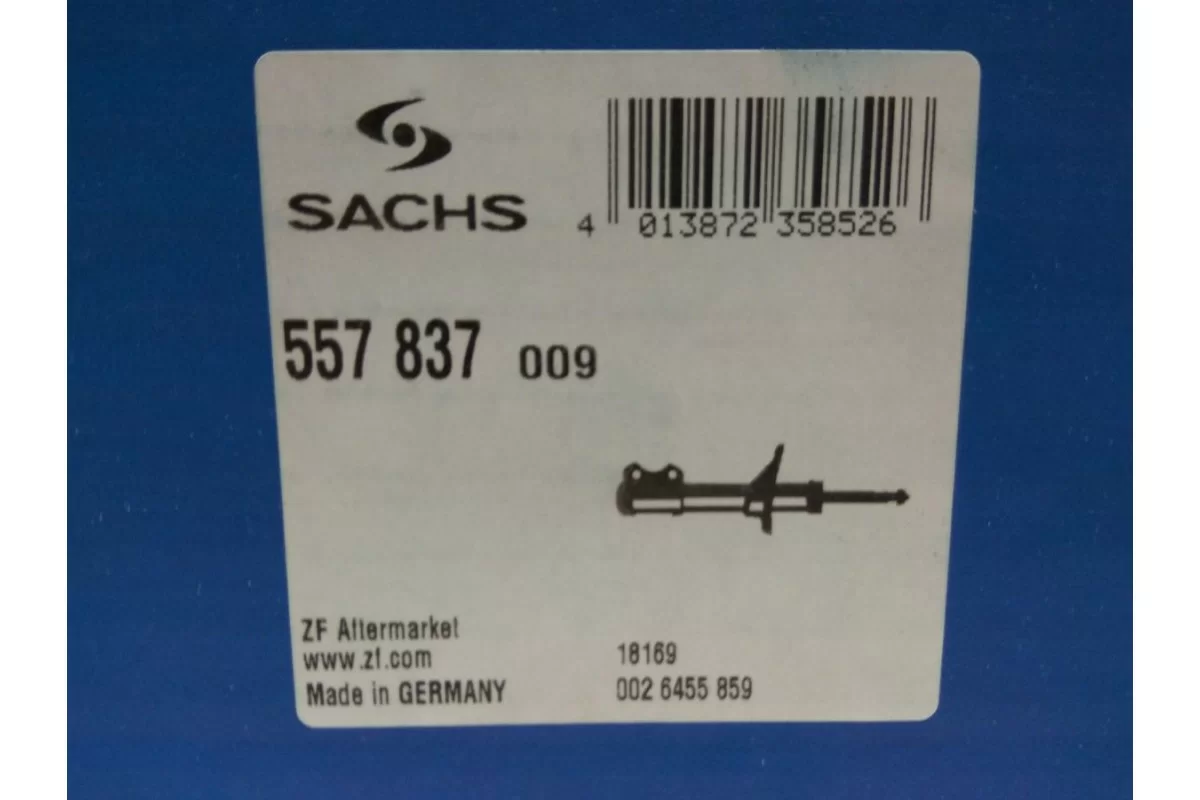 SACHS
4 013872 358526
557 837 009
ZF Aftermarket
www.zf.com
Made in GERMANY
18169
002 6455 859